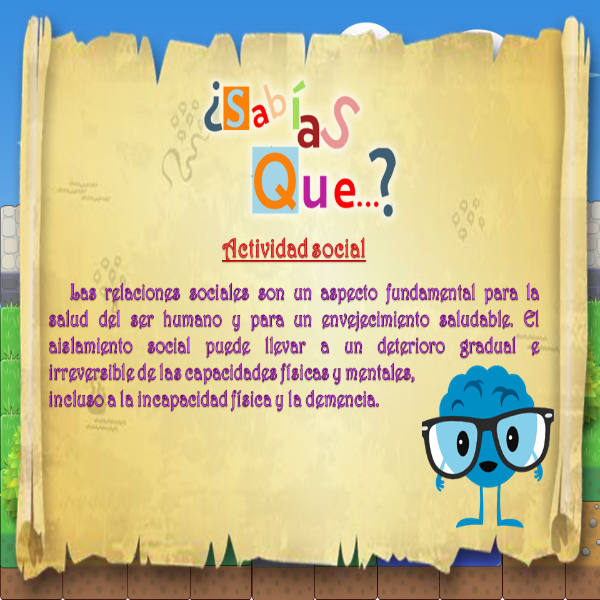 ¿Sabías
Que...?
Actividad social
Las relaciones sociales son un aspecto fundamental para la
salud del ser humano y para un envejecimiento saludable. El
aislamiento social puede llevar a un deterioro gradual e
irreversible de las capacidades físicas y mentales,
incluso a la incapacidad física y la demencia.